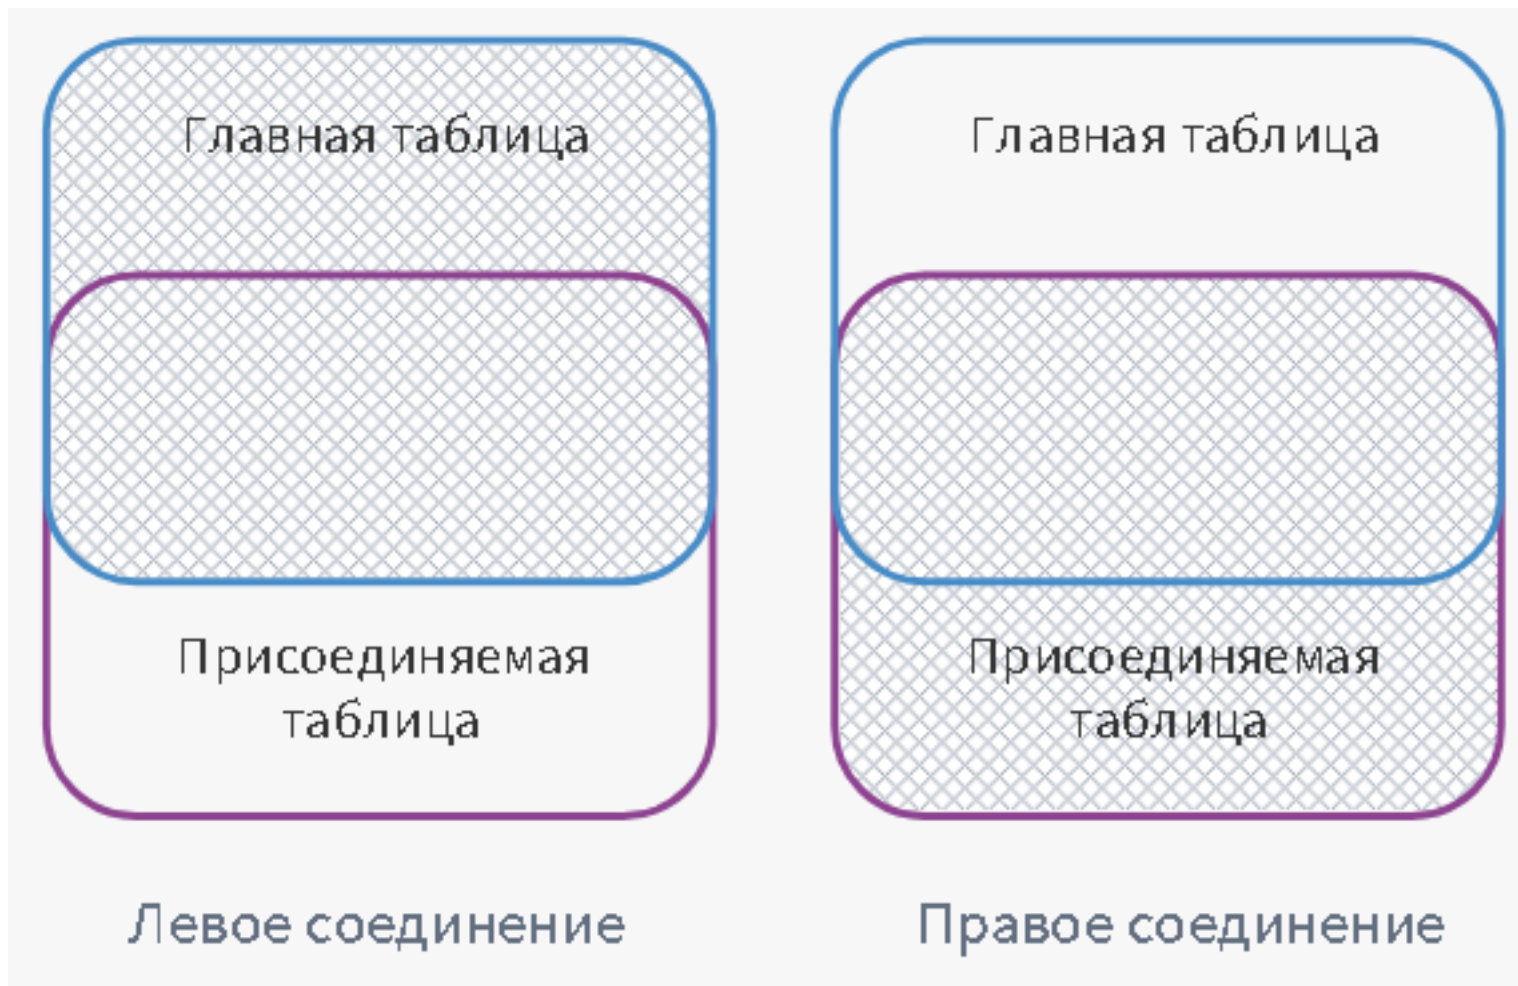 Главная таблица
Присоединяемая
таблица
Левое соединение
Главная таблица
Присоединяемая
таблица
Правое соединение